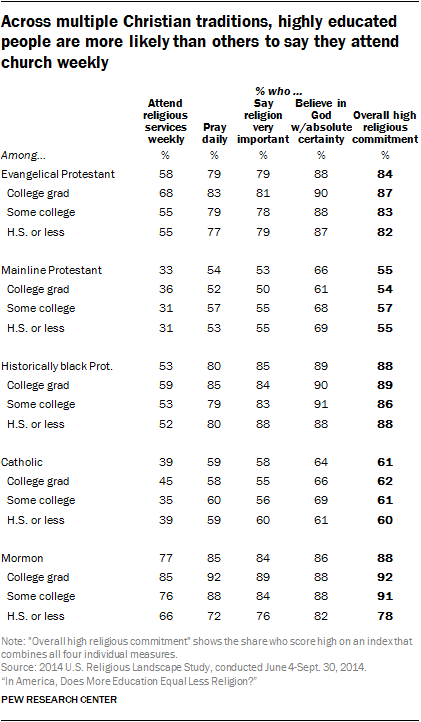 Across multiple Christian traditions, highly educated
people are more likely than others to say they attend
church weekly
% who ...
Attend religious services weekly Pray daily Say religion very important Believe in God w/absolute certainty Overall high religious commitment
Among... % % % % %
Evangelical Protestant 58 79 79 88 84
College grad 68 83 81 90 87
Some college 55 79 78 88 83
H.S. or less 55 77 79 87 82
Mainline Protestant 33 54 53 66 55
College grad 36 52 50 61 54
Some college 31 57 55 68 57
H.S. or less 31 53 55 69 55
Historically black Prot. 53 80 85 89 88
College grad 59 85 84 90 89
Some college 53 79 83 91 86
H.S. or less 52 80 88 88 88
Catholic 39 59 58 64 61
College grad 45 58 55 66 62
Some college 35 60 56 69 61
H.S. or less 39 59 60 61 60
Mormon 77 85 84 86 88
College grad 85 92 89 88 92
Some college 76 88 84 88 91
H.S. or less 66 72 76 82 78
Note: "Overall high religious commitment" shows the share who score high on an index that
combines all four individual measures.
Source: 2014 U.S. Religious Landscape Study, conducted June 4-Sept. 30, 2014.
"In America, Does More Education Equal Less Religion?"
PEW RESEARCH CENTER